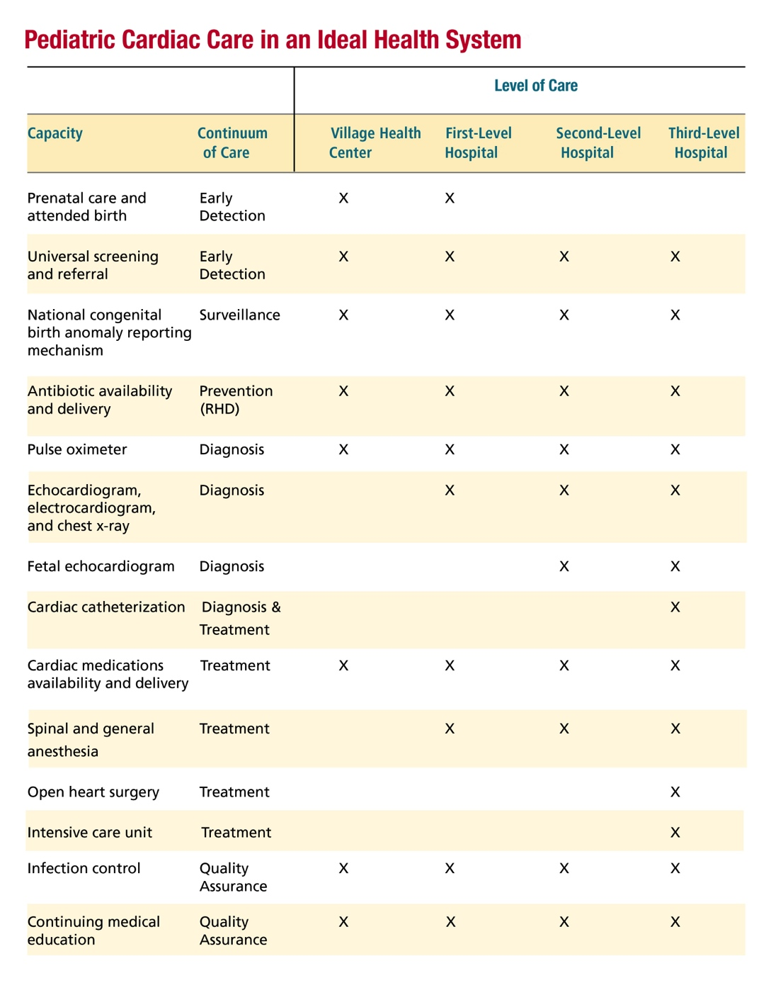 Pediatric Cardiac Care in an Ideal Health System
Level of Care
Capacity Continuum of Care Village Health Center First-Level Hospital Second-Level Hospital Third-Level Hospital
Prenatal care and Early X X
attended birth Detection
Universal screening Early X X X X
and referral Detection
National congenital Surveillance X X X X
birth anomaly reporting
mechanism
Antibiotic availability Prevention X X X X
and delivery (RHD)
Pulse oximeter Diagnosis X X X X
Echocardiogram, Diagnosis X X X
electrocardiogram,
and chest x-ray
Fetal echocardiogram Diagnosis X X
Cardiac catheterization Diagnosis & X
Treatment
Cardiac medications Treatment X X X X
availability and delivery
Spinal and general Treatment X X X
anesthesia
Open heart surgery Treatment X
Intensive care unit Treatment X
Infection control Quality X X X X
Assurance
Continuing medical Quality X X X X
education Assurance